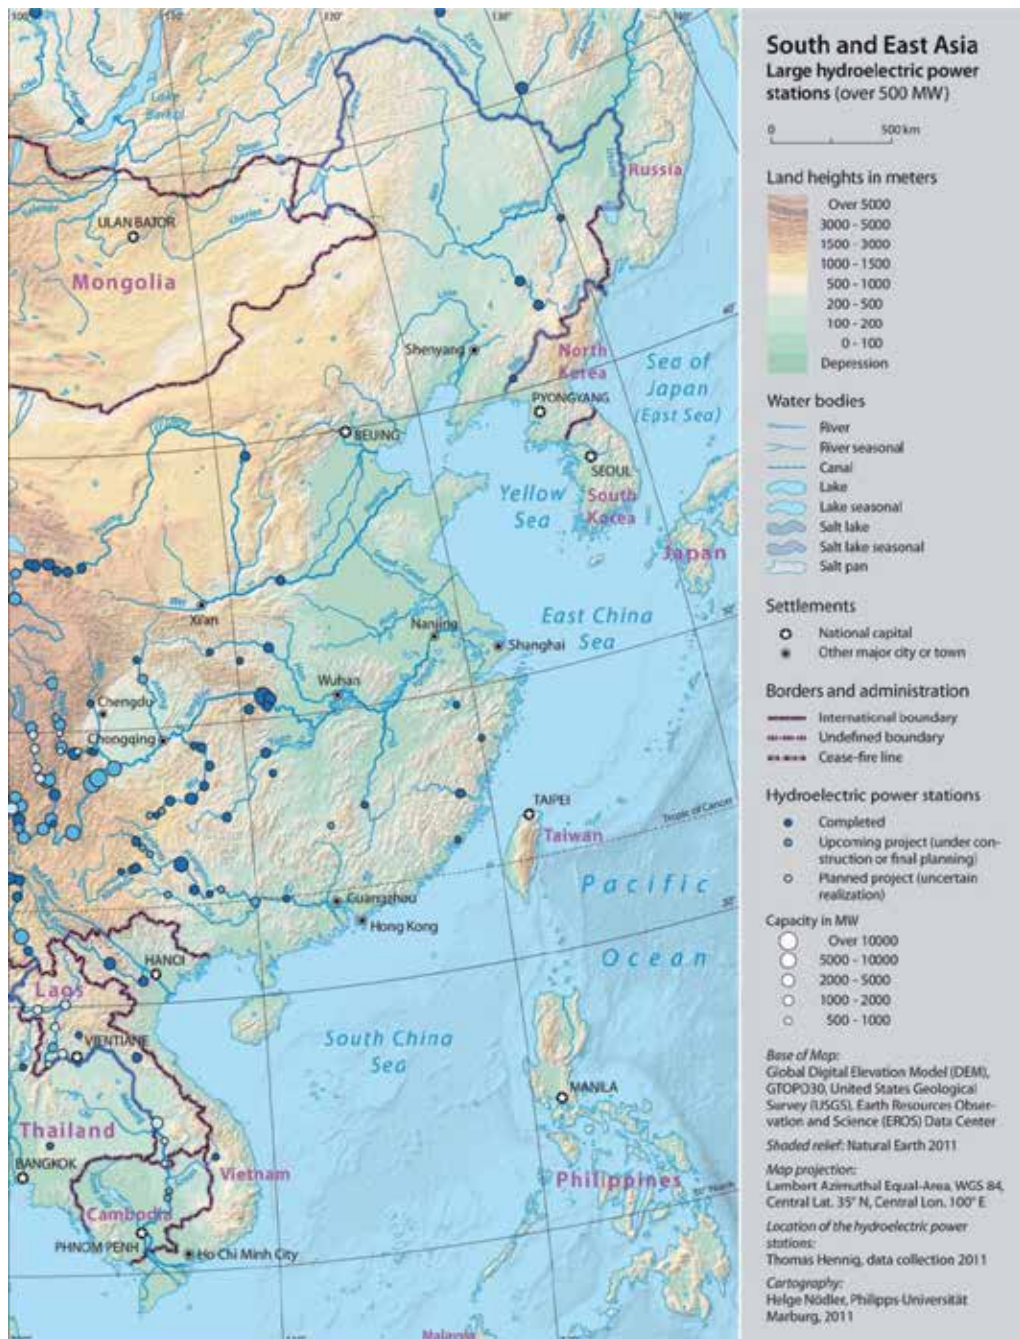 110°
120°
130°
Lake
Baikal
Russia
ULAN BATOR
Mongolia
Songhua
Liao
40°
Shenyang
North
Korea
Sea of
Japan
(East Sea)
PYONGYANG
BEIJING
SEOUL
Yellow
Sea
South
Korea
Japan
Wei
Xi'an
Nanjing
East China
Sea
30°
Shanghai
Wuhan
Chengdu
Chongqing
TAIPEI
Tropic of Cancer
Taiwan
Pacific
Guangzhou
Hong Kong
20°
Ocean
HANOI
Laos
South China
Sea
VIENTIANE
MANILA
Thailand
BANGKOK
Vietnam
Philippines
Cambodia
PHNOM PENH
Ho Chi Minh City
Malaysia
South and East Asia
Large hydroelectric power
stations (over 500 MW)
0 500 km
Land heights in meters
Over 5000
3000 - 5000
1500 - 3000
1000 - 1500
500 - 1000
200 - 500
100 - 200
0 - 100
Depression
Water bodies
River
River seasonal
Canal
Lake
Lake seasonal
Salt lake
Salt lake seasonal
Salt pan
Settlements
National capital
Other major city or town
Borders and administration
International boundary
Undefined boundary
Cease-fire line
Hydroelectric power stations
Completed
Upcoming project (under con-
struction or final planning)
Planned project (uncertain
realization)
Capacity in MW
Over 10000
5000 - 10000
2000 - 5000
1000 - 2000
500 - 1000
Base of Map:
Global Digital Elevation Model (DEM),
GTOPO30, United States Geological
Survey (USGS), Earth Resources Obser-
vation and Science (EROS) Data Center
Shaded relief: Natural Earth 2011
Map projection:
Lambert Azimuthal Equal-Area, WGS 84,
Central Lat. 35° N, Central Lon. 100° E
Location of the hydroelectric power
stations:
Thomas Hennig, data collection 2011
Cartography:
Helge Nödler, Philipps-Universität
Marburg, 2011